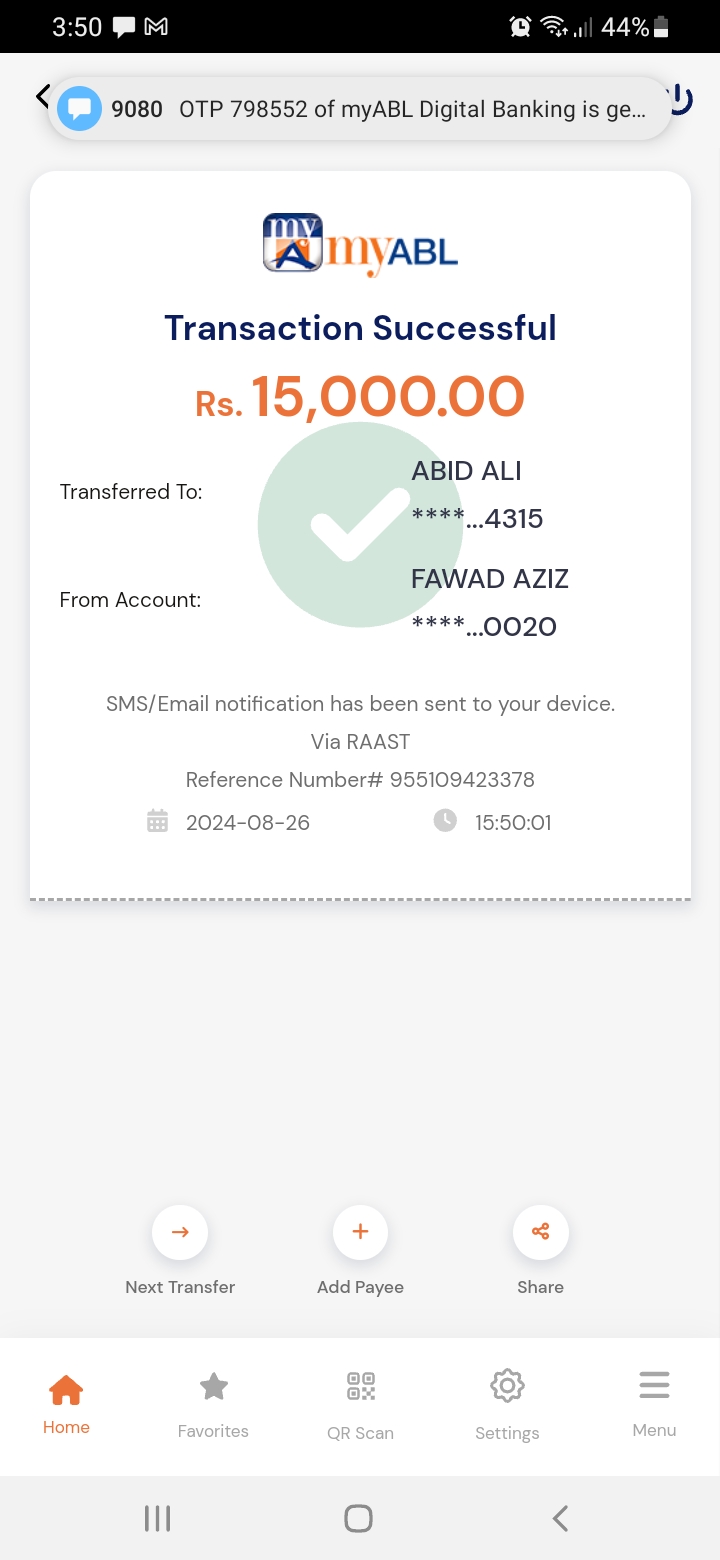 3:50 44%
9080 OTP 798552 of myABL Digital Banking is ge...
my
A myABL
Transaction Successful
Rs. 15,000.00
Transferred To:
ABID ALI
****...4315
From Account:
FAWAD AZIZ
****...0020
SMS/Email notification has been sent to your device.
Via RAAST
Reference Number# 955109423378
2024-08-26 15:50:01
Next Transfer Add Payee Share
Home Favorites QR Scan Settings Menu